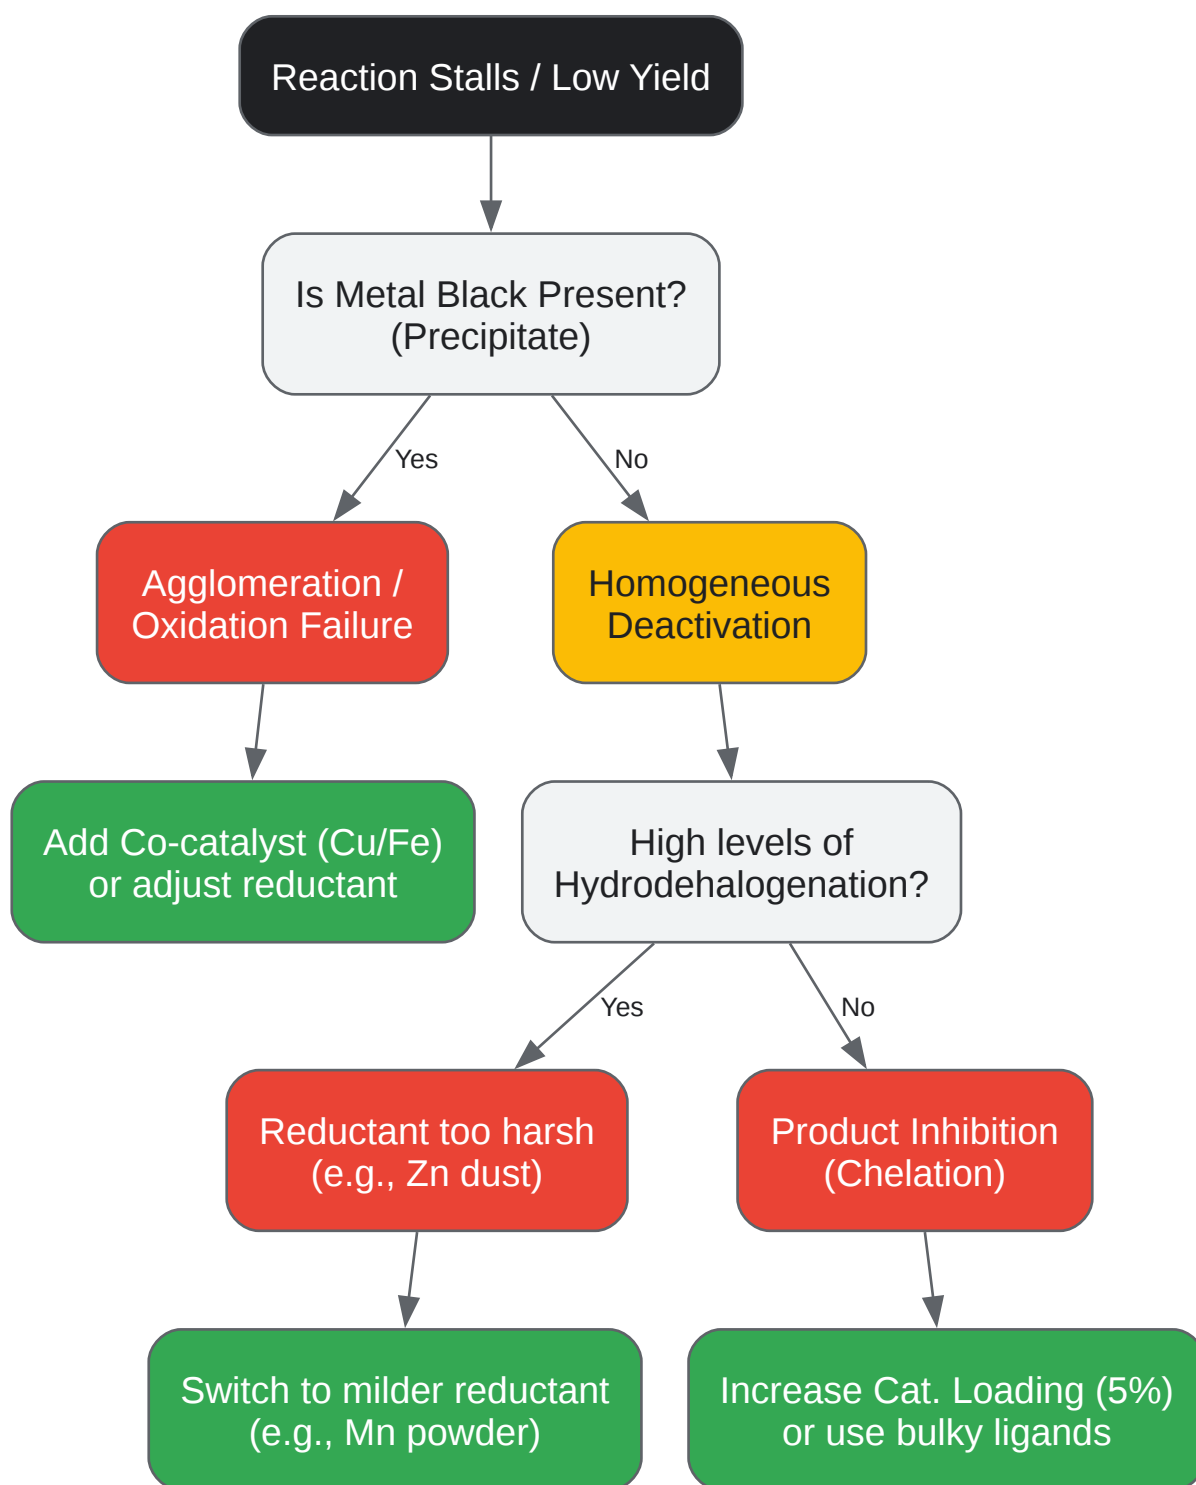 Reaction Stalls / Low Yield
Is Metal Black Present?
(Precipitate)
Yes
No
Agglomeration /
Oxidation Failure
Homogeneous
Deactivation
Add Co-catalyst (Cu/Fe)
or adjust reductant
High levels of
Hydrodehalogenation?
Yes
No
Reductant too harsh
(e.g., Zn dust)
Product Inhibition
(Chelation)
Switch to milder reductant
(e.g., Mn powder)
Increase Cat. Loading (5%)
or use bulky ligands